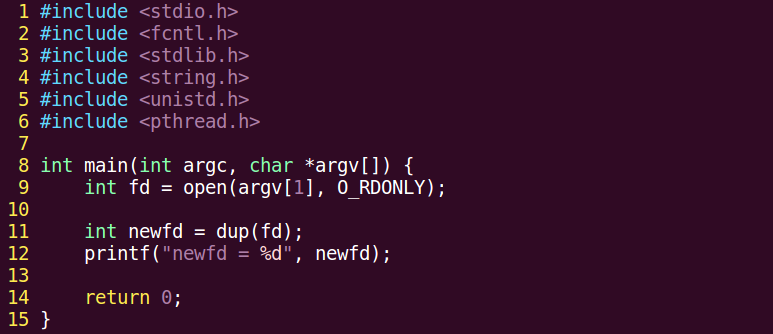 1 #include <stdio.h>
2 #include <fcntl.h>
3 #include <stdlib.h>
4 #include <string.h>
5 #include <unistd.h>
6 #include <pthread.h>
7
8 int main(int argc, char *argv[]) {
9     int fd = open(argv[1], O_RDONLY);
10
11     int newfd = dup(fd);
12     printf("newfd = %d", newfd);
13
14     return 0;
15 }